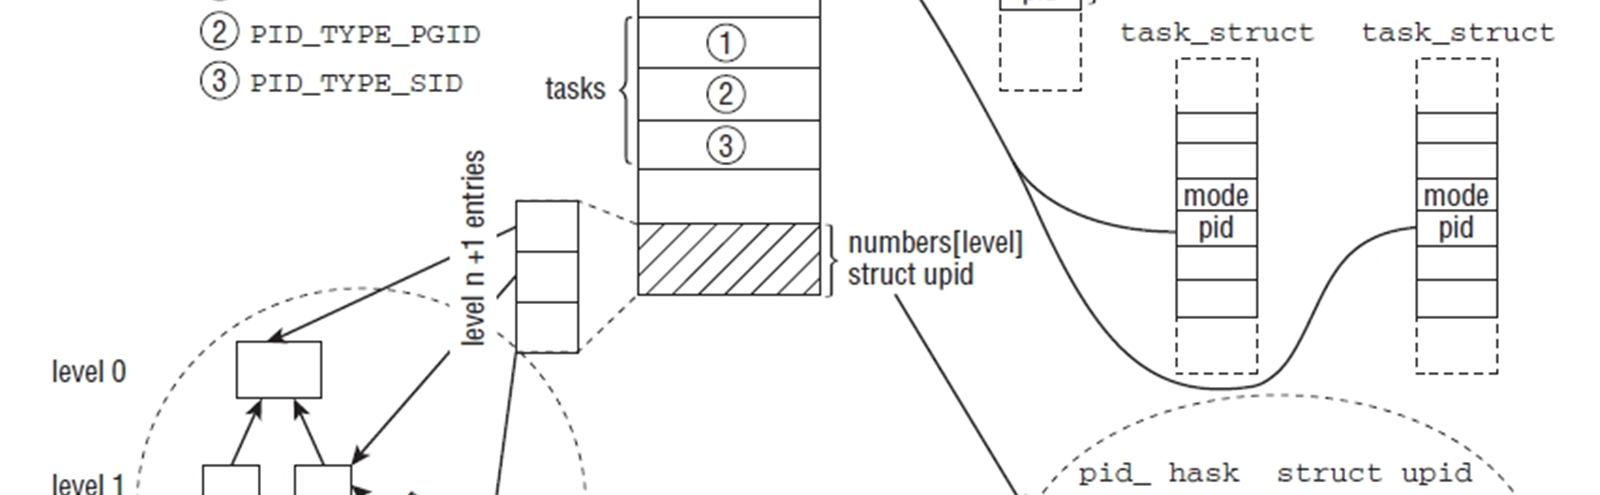 ② PID_TYPE_PGID
③ PID_TYPE_SID
tasks
①
②
③
task_struct
task_struct
mode
pid
mode
pid
level n +1 entries
numbers[level]
struct upid
level 0
level 1
pid_ hask struct upid